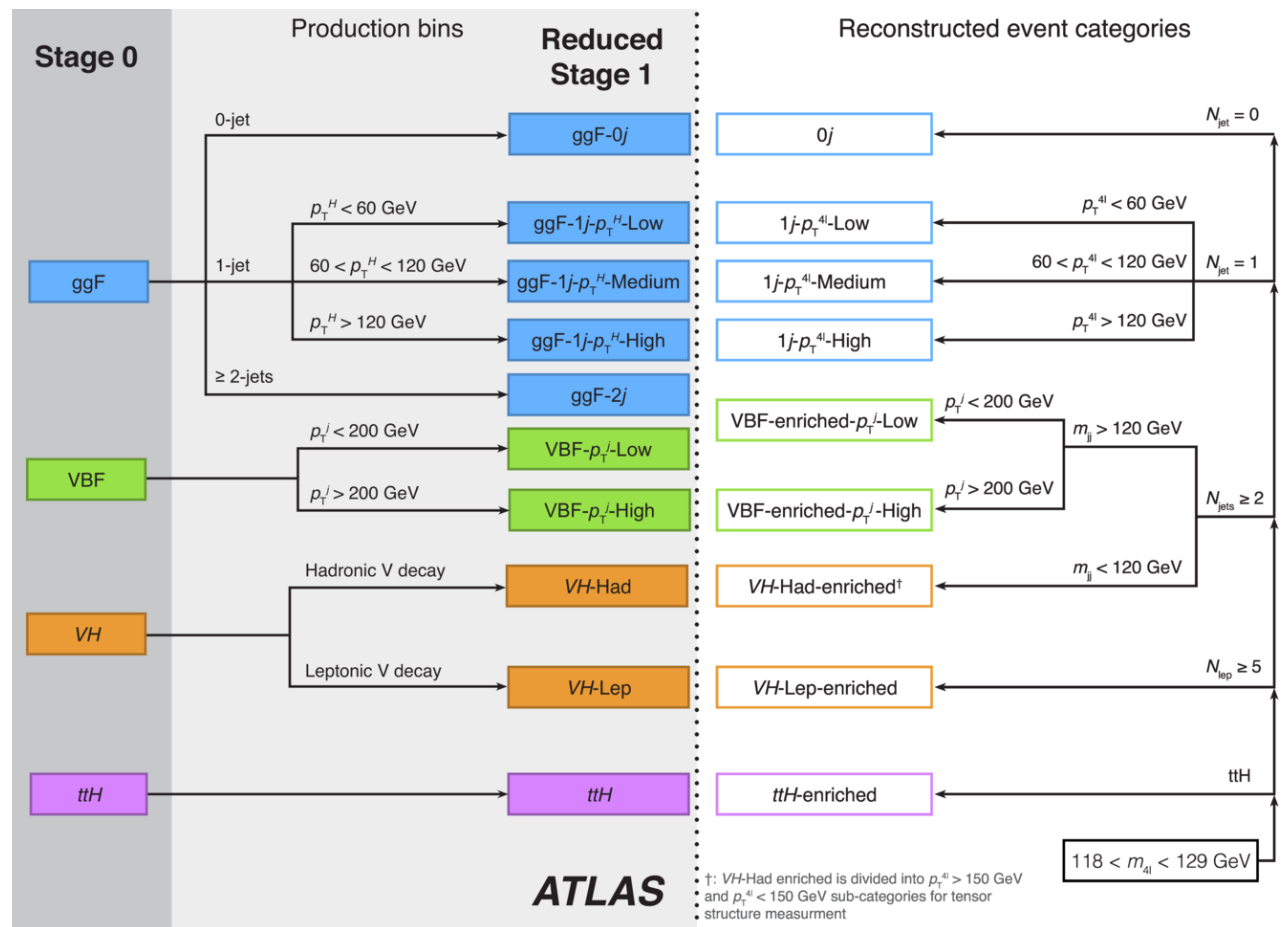 Stage 0
Production bins
Reduced
Stage 1
Reconstructed event categories
0-jet
ggF-0j
0j
N_jet = 0
p_T^H < 60 GeV
ggF-1j-p_T^H-Low
1j-p_T^4l-Low
p_T^4l < 60 GeV
ggF
1-jet
60 < p_T^H < 120 GeV
ggF-1j-p_T^H-Medium
1j-p_T^4l-Medium
60 < p_T^4l < 120 GeV
N_jet = 1
p_T^H > 120 GeV
ggF-1j-p_T^H-High
1j-p_T^4l-High
p_T^4l > 120 GeV
≥ 2-jets
ggF-2j
VBF
p_T^j < 200 GeV
VBF-p_T^j-Low
VBF-enriched-p_T^j-Low
p_T^j < 200 GeV
m_jj > 120 GeV
p_T^j > 200 GeV
VBF-p_T^j-High
VBF-enriched-p_T^j-High
p_T^j > 200 GeV
N_jets ≥ 2
VH
Hadronic V decay
VH-Had
VH-Had-enriched†
m_jj < 120 GeV
Leptonic V decay
VH-Lep
VH-Lep-enriched
N_lep ≥ 5
ttH
ttH
ttH-enriched
ttH
118 < m_4l < 129 GeV
ATLAS
†: VH-Had enriched is divided into p_T^4l > 150 GeV
and p_T^4l < 150 GeV sub-categories for tensor
structure measurment